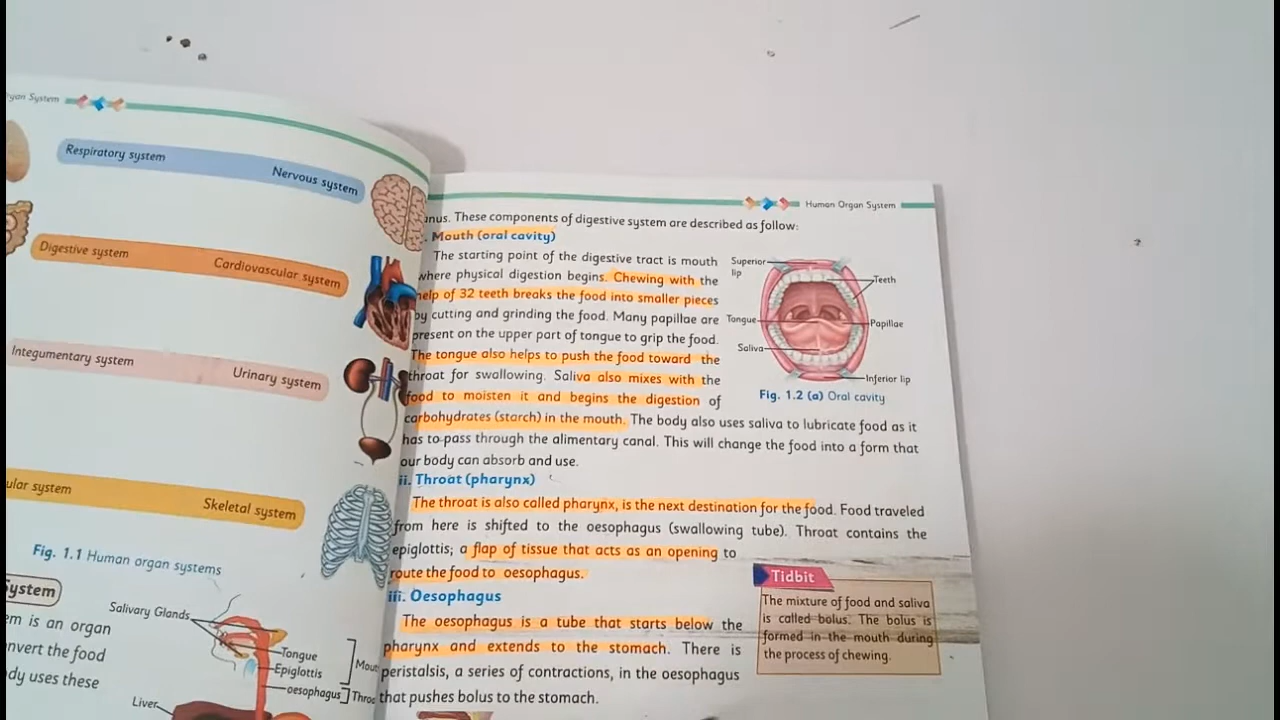 Organ System
Respiratory system
Nervous system
Digestive system
Cardiovascular system
Integumentary system
Urinary system
Skeletal system
Fig. 1.1 Human organ systems
System
is an organ
the food
uses these
Salivary Glands
Tongue
Epiglottis
oesophagus
Liver
Human Organ System
anus. These components of digestive system are described as follow:
Mouth (oral cavity)
The starting point of the digestive tract is mouth
where physical digestion begins. Chewing with the
help of 32 teeth breaks the food into smaller pieces
by cutting and grinding the food. Many papillae are
present on the upper part of tongue to grip the food.
The tongue also helps to push the food toward the
throat for swallowing. Saliva also mixes with the
food to moisten it and begins the digestion of
carbohydrates (starch) in the mouth. The body also uses saliva to lubricate food as it
has to pass through the alimentary canal. This will change the food into a form that
our body can absorb and use.
Superior
lip
Teeth
Tongue
Papillae
Saliva
Inferior lip
Fig. 1.2 (a) Oral cavity
ii. Throat (pharynx)
The throat is also called pharynx, is the next destination for the food. Food traveled
from here is shifted to the oesophagus (swallowing tube). Throat contains the
epiglottis; a flap of tissue that acts as an opening to
route the food to oesophagus.
iii. Oesophagus
The oesophagus is a tube that starts below the
pharynx and extends to the stomach. There is
peristalsis, a series of contractions, in the oesophagus
that pushes bolus to the stomach.
Tidbit
The mixture of food and saliva
is called bolus. The bolus is
formed in the mouth during
the process of chewing.